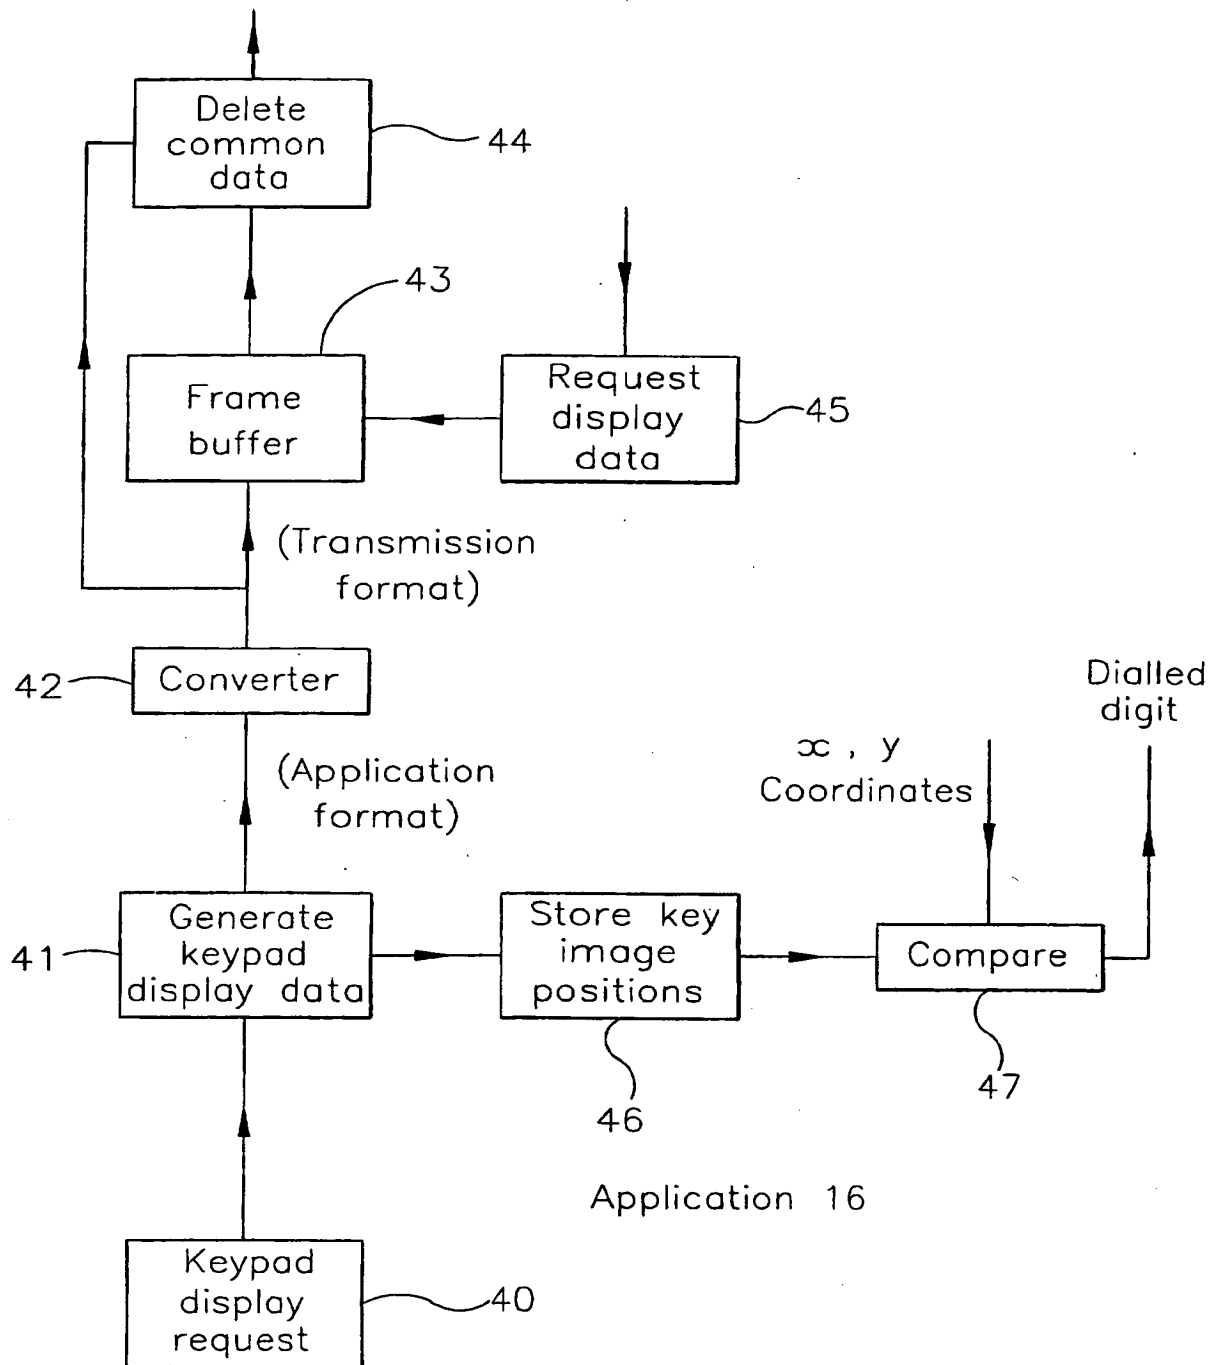 Delete
common
data
44
43
Frame
buffer
Request
display
data
45
(Transmission
format)
42
Converter
Dialled
digit
x , y
Coordinates
(Application
format)
41
Generate
keypad
display data
Store key
image
positions
Compare
46
47
Application 16
Keypad
display
request
40